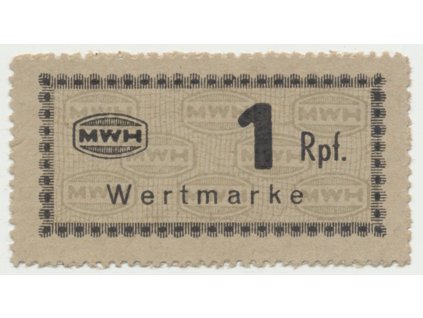 MWH
1 Rpf.
Wertmarke